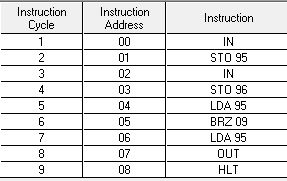 Instruction Cycle Instruction Address Instruction
1 00 IN
2 01 STO 95
3 02 IN
4 03 STO 96
5 04 LDA 95
6 05 BRZ 09
7 06 LDA 95
8 07 OUT
9 08 HLT